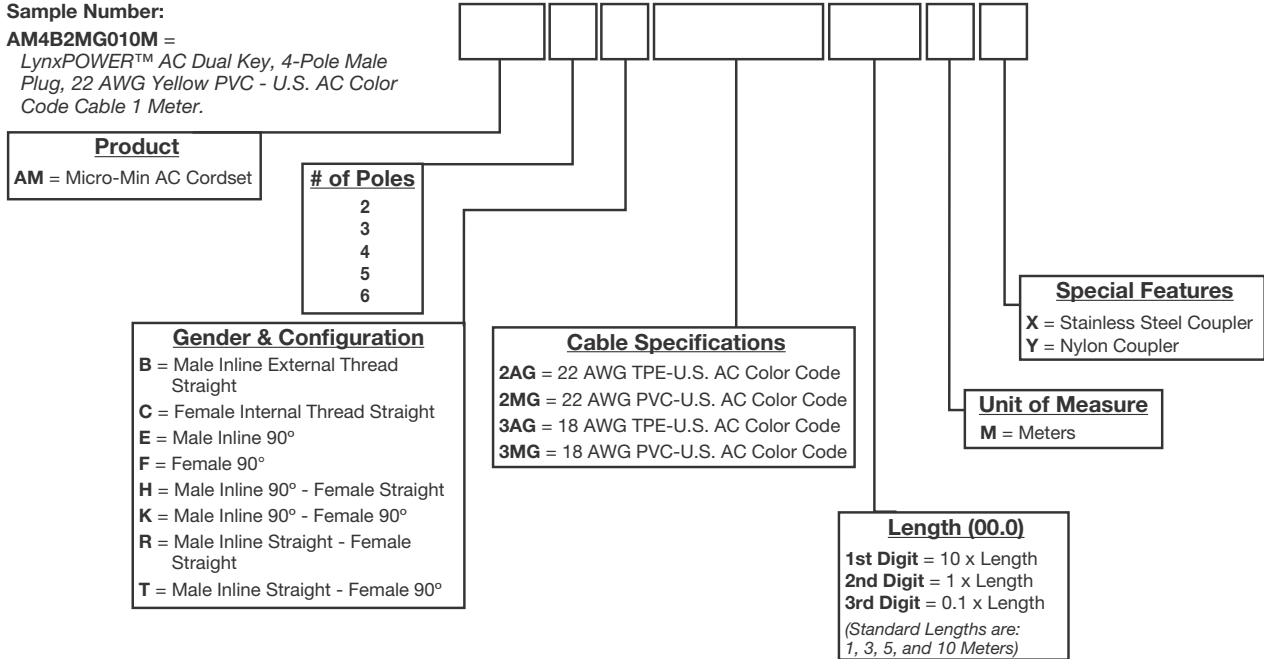 Sample Number:
AM4B2MG010M =
LynxPOWER™ AC Dual Key, 4-Pole Male
Plug, 22 AWG Yellow PVC - U.S. AC Color
Code Cable 1 Meter.
Product
AM = Micro-Min AC Cordset
# of Poles
2
3
4
5
6
Gender & Configuration
B = Male Inline External Thread
Straight
C = Female Internal Thread Straight
E = Male Inline 90º
F = Female 90°
H = Male Inline 90º - Female Straight
K = Male Inline 90º - Female 90º
R = Male Inline Straight - Female
Straight
T = Male Inline Straight - Female 90º
Cable Specifications
2AG = 22 AWG TPE-U.S. AC Color Code
2MG = 22 AWG PVC-U.S. AC Color Code
3AG = 18 AWG TPE-U.S. AC Color Code
3MG = 18 AWG PVC-U.S. AC Color Code
Length (00.0)
1st Digit = 10 x Length
2nd Digit = 1 x Length
3rd Digit = 0.1 x Length
(Standard Lengths are:
1, 3, 5, and 10 Meters)
Unit of Measure
M = Meters
Special Features
X = Stainless Steel Coupler
Y = Nylon Coupler